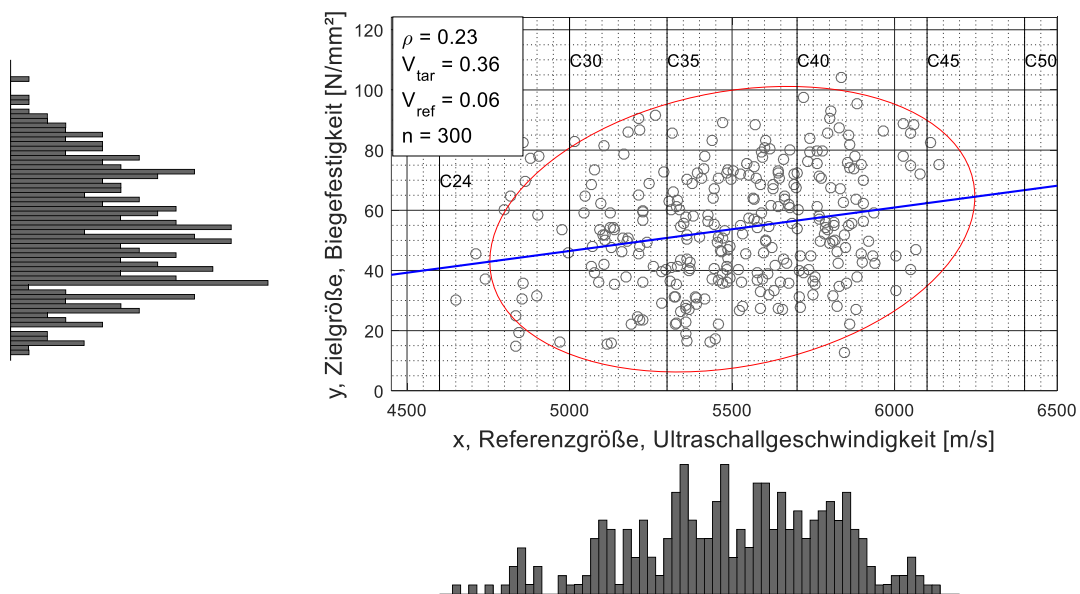 y, Zielgröße, Biegefestigkeit [N/mm²]
120
100
80
60
40
20
0
ρ = 0.23
V_tar = 0.36
V_ref = 0.06
n = 300
C24
C30
C35
C40
C45
C50
4500 5000 5500 6000 6500
x, Referenzgröße, Ultraschallgeschwindigkeit [m/s]